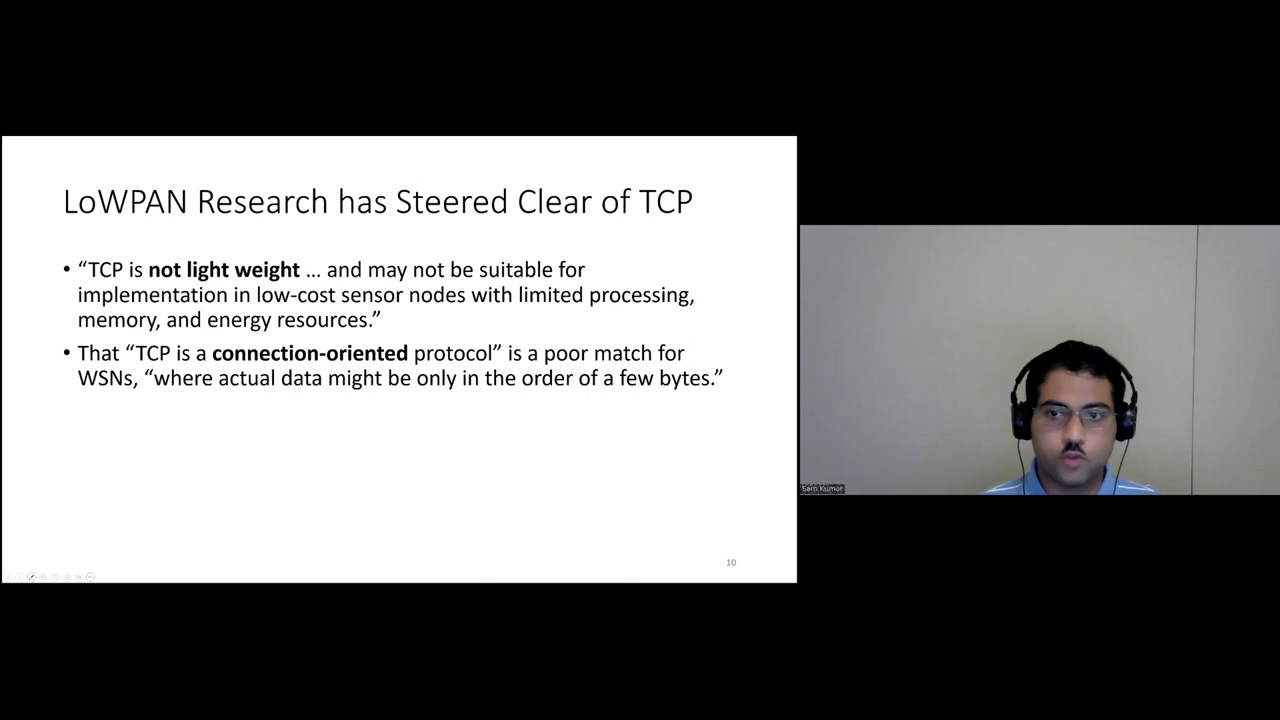 LoWPAN Research has Steered Clear of TCP
• “TCP is not light weight … and may not be suitable for
implementation in low-cost sensor nodes with limited processing,
memory, and energy resources.”
• That “TCP is a connection-oriented protocol” is a poor match for
WSNs, “where actual data might be only in the order of a few bytes.”
10
Sam Kumar